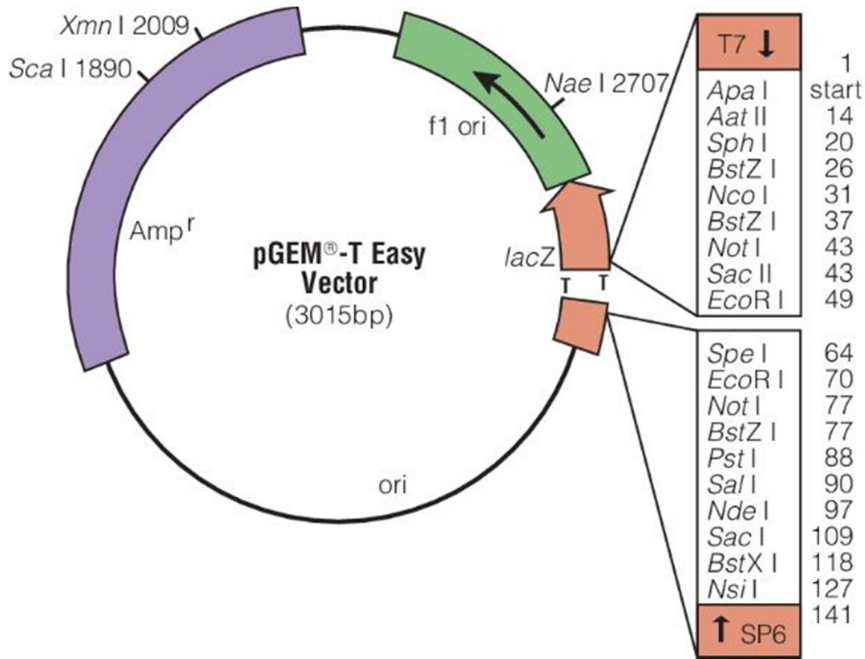 Xmn I 2009
Sca I 1890
Nae I 2707
f1 ori
Amp^r
pGEM®-T Easy
Vector
(3015bp)
lacZ
T T
ori
T7 ↓
1
start
Apa I
Aat II 14
Sph I 20
BstZ I 26
Nco I 31
BstZ I 37
Not I 43
Sac II 43
EcoR I 49
Spe I 64
EcoR I 70
Not I 77
BstZ I 77
Pst I 88
Sal I 90
Nde I 97
Sac I 109
BstX I 118
Nsi I 127
141
↑ SP6